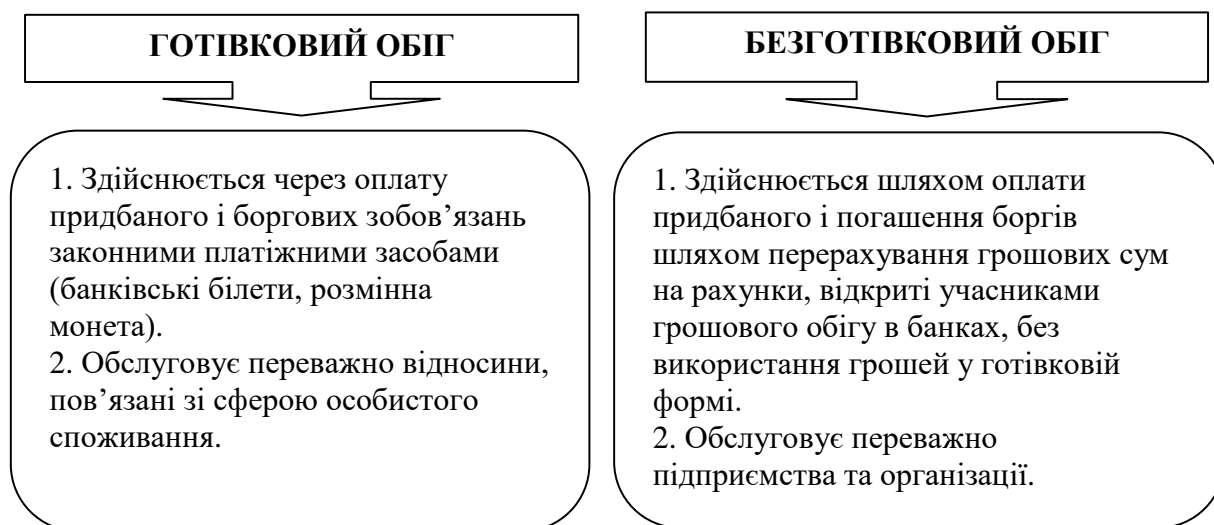 ГОТІВКОВИЙ ОБІГ
1. Здійснюється через оплату
придбаного і боргових зобов’язань
законними платіжними засобами
(банківські білети, розмінна
монета).
2. Обслуговує переважно відносини,
пов’язані зі сферою особистого
споживання.
БЕЗГОТІВКОВИЙ ОБІГ
1. Здійснюється шляхом оплати
придбаного і погашення боргів
шляхом перерахування грошових сум
на рахунки, відкриті учасниками
грошового обігу в банках, без
використання грошей у готівковій
формі.
2. Обслуговує переважно
підприємства та організації.